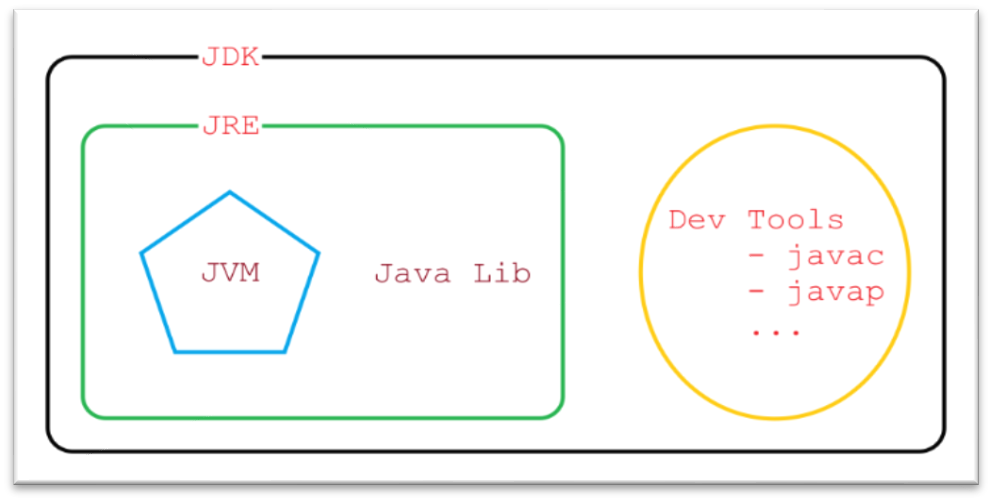 JDK
JRE
JVM
Java Lib
Dev Tools
- javac
- javap
...